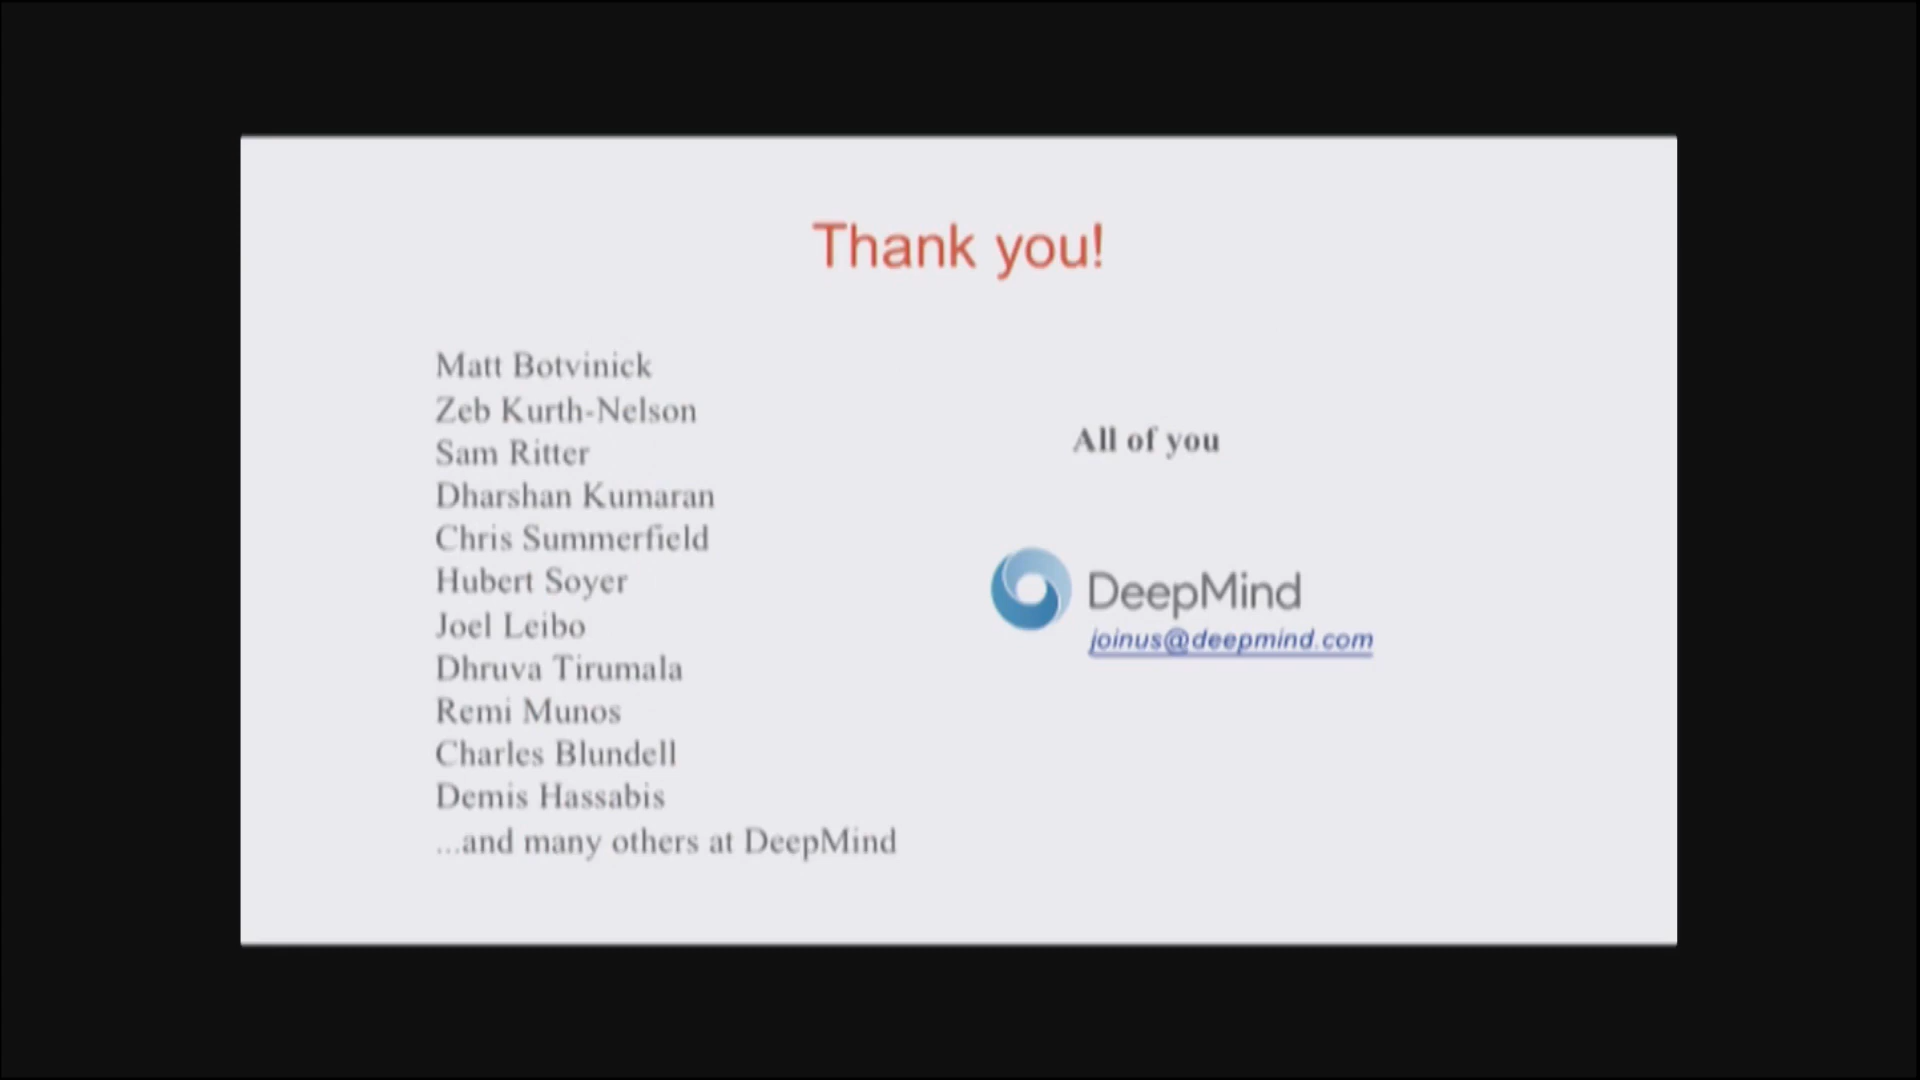 Thank you!
Matt Botvinick
Zeb Kurth-Nelson
Sam Ritter
Dharshan Kumaran
Chris Summerfield
Hubert Soyer
Joel Leibo
Dhruva Tirumala
Remi Munos
Charles Blundell
Demis Hassabis
...and many others at DeepMind
All of you
DeepMind
joinus@deepmind.com